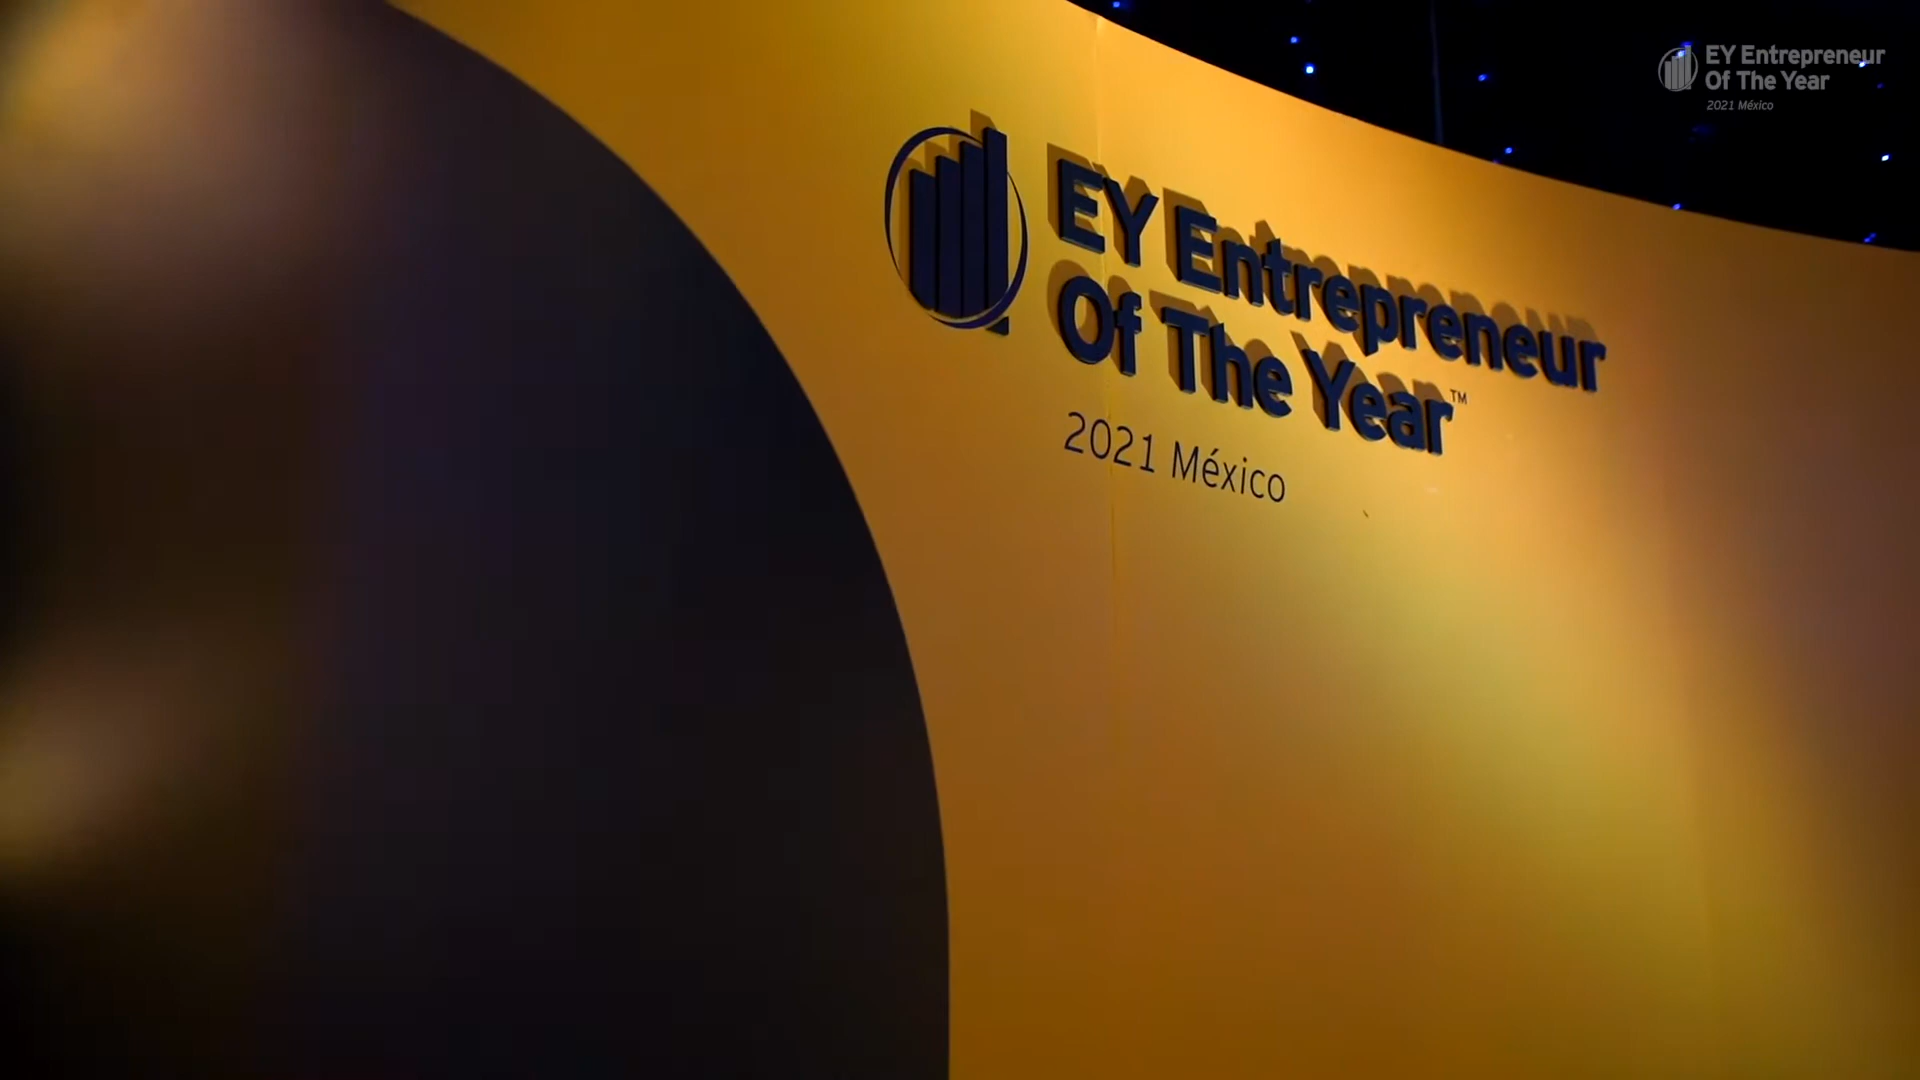 EY Entrepreneur
Of The Year
2021 México
EY Entrepreneur
Of The Year™
2021 México